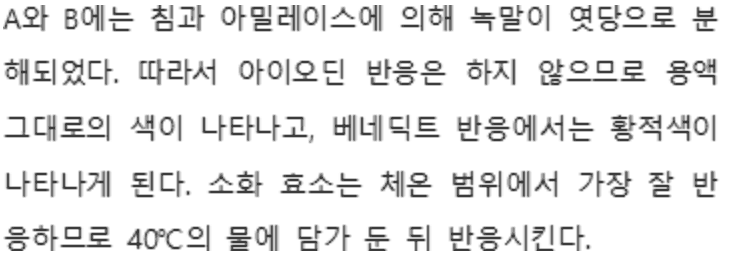 A와 B에는 침과 아밀레이스에 의해 녹말이 엿당으로 분
해되었다. 따라서 아이오딘 반응은 하지 않으므로 용액
그대로의 색이 나타나고, 베네딕트 반응에서는 황적색이
나타나게 된다. 소화 효소는 체온 범위에서 가장 잘 반
응하므로 40℃의 물에 담가 둔 뒤 반응시킨다.